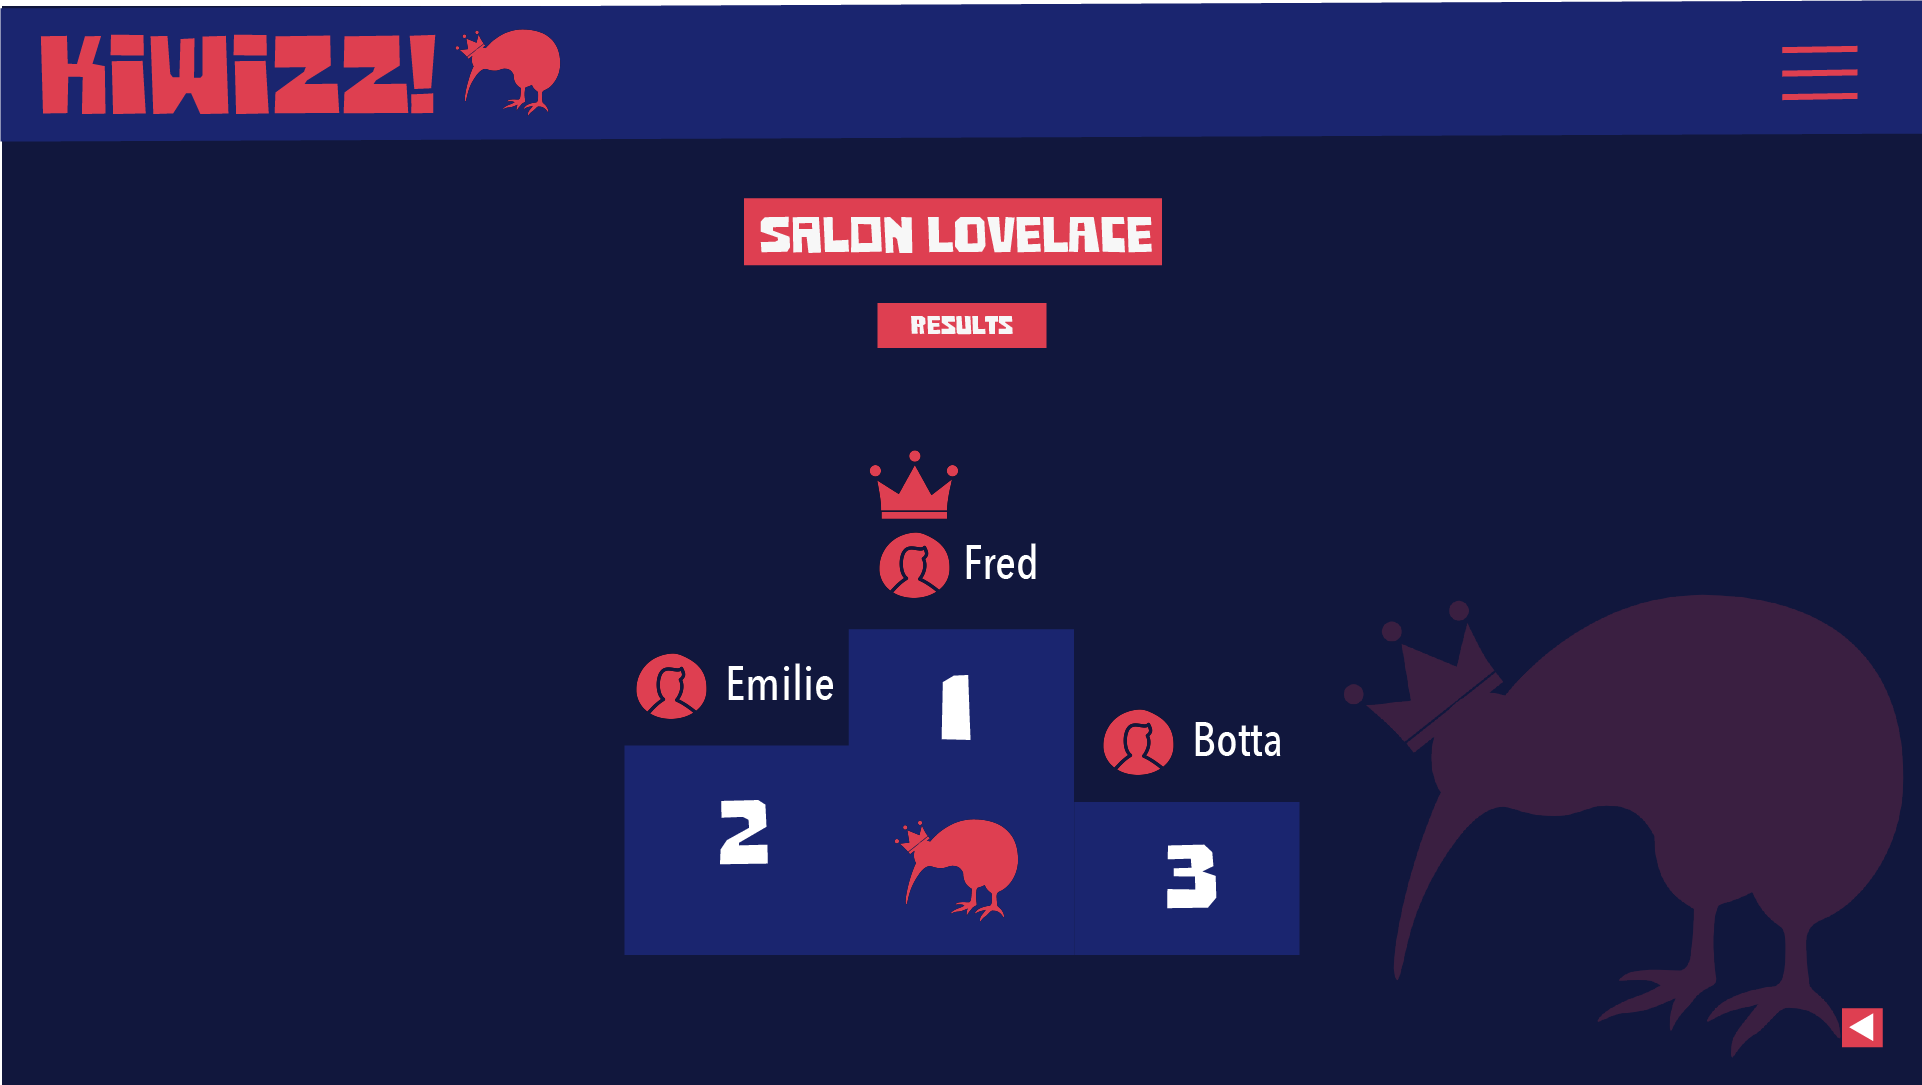 KiWiZZ!
SALON LOVELACE
RESULTS
Fred
Emilie
1
Botta
2
3